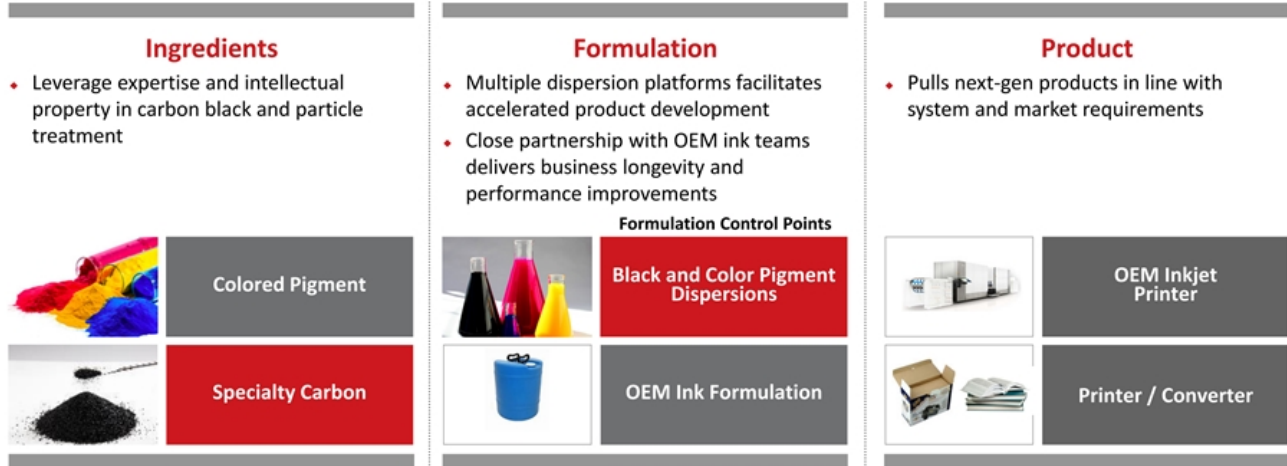 Ingredients
Leverage expertise and intellectual
property in carbon black and particle
treatment
Colored Pigment
Specialty Carbon
Formulation
Multiple dispersion platforms facilitates
accelerated product development
Close partnership with OEM ink teams
delivers business longevity and
performance improvements
Formulation Control Points
Black and Color Pigment
Dispersions
OEM Ink Formulation
Product
Pulls next-gen products in line with
system and market requirements
OEM Inkjet
Printer
Printer / Converter